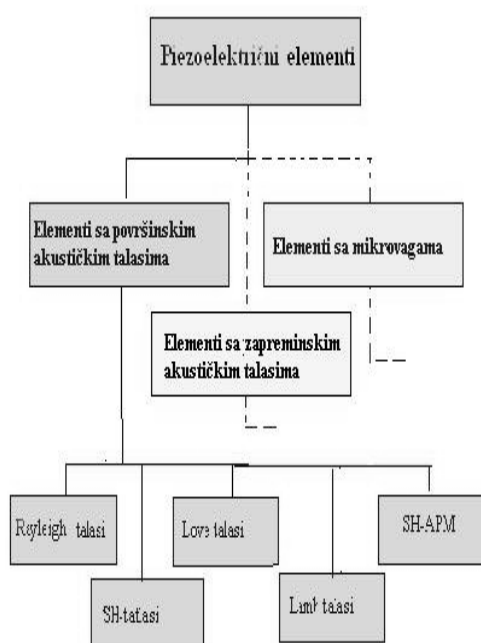 Piezoelektrični elementi
Elementi sa površinskim
akustičkim talasima
Elementi sa mikrovagama
Elementi sa zapreminskim
akustičkim talasima
Rayleigh talasi
Love talasi
SH-APM
SH-talasi
Lamb talasi